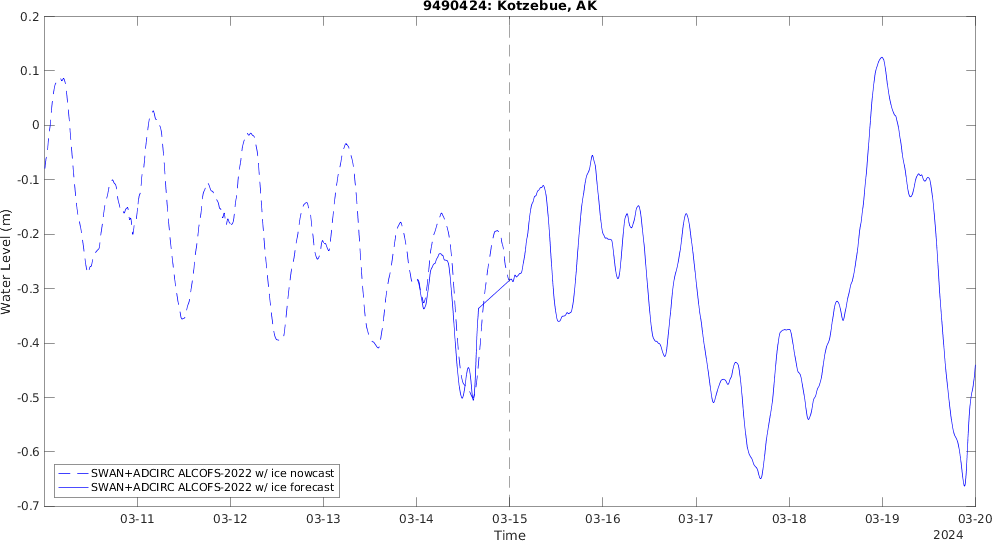 9490424: Kotzebue, AK
Water Level (m)
0.2
0.1
0
-0.1
-0.2
-0.3
-0.4
-0.5
-0.6
-0.7
SWAN+ADCIRC ALCOFS-2022 w/ ice nowcast
SWAN+ADCIRC ALCOFS-2022 w/ ice forecast
03-11 03-12 03-13 03-14 03-15 03-16 03-17 03-18 03-19 03-20
Time
2024